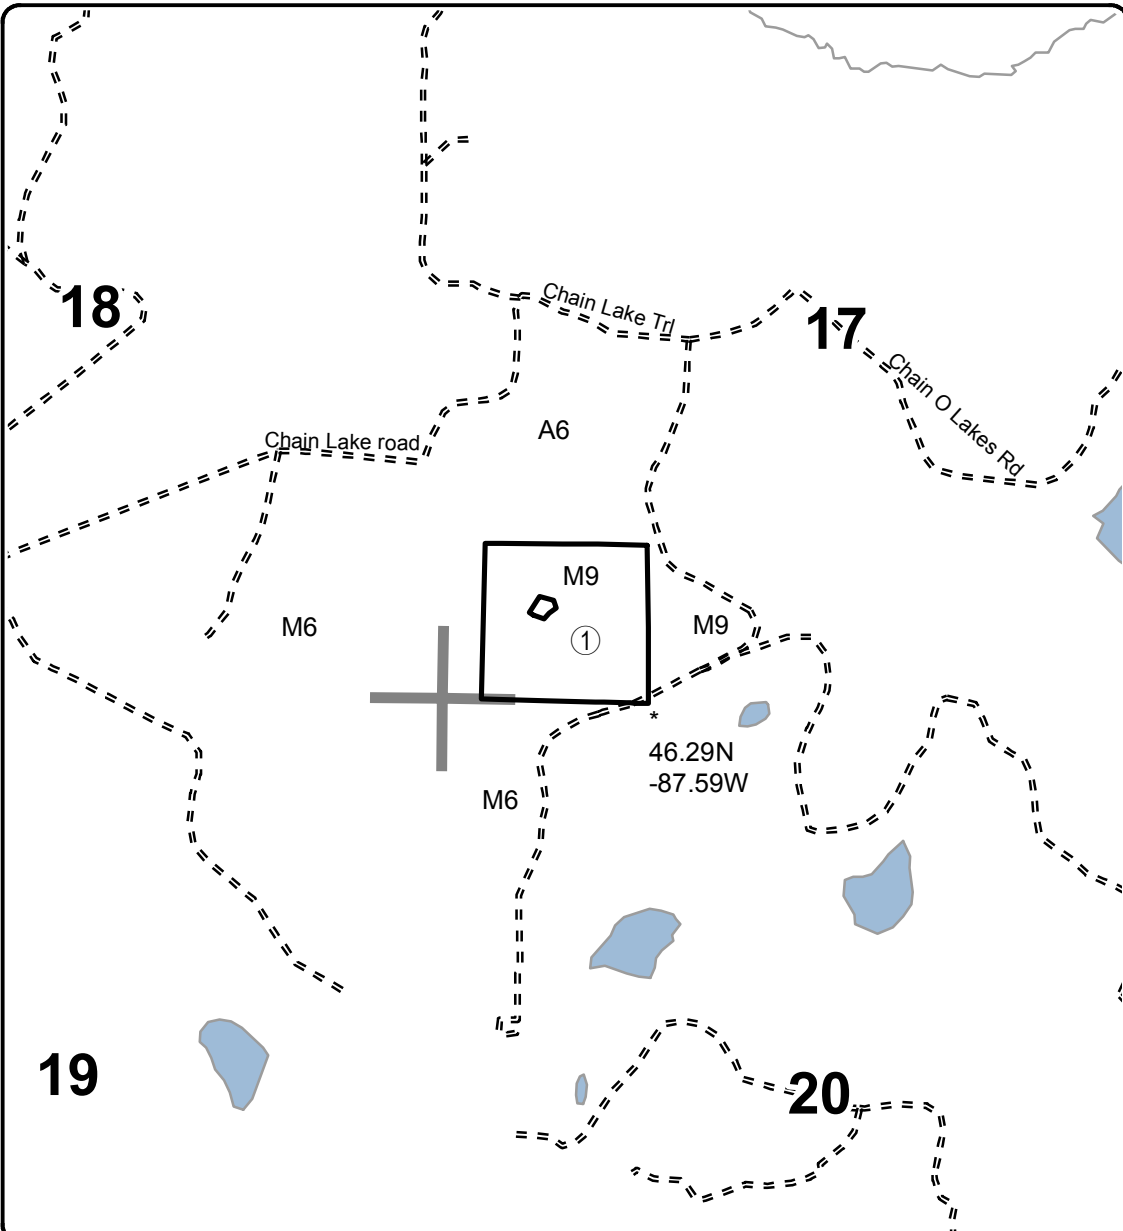 18
Chain Lake Trl
17
Chain O Lakes Rd
A6
Chain Lake road
M9
M6
M9
1
*
46.29N
-87.59W
M6
19
20